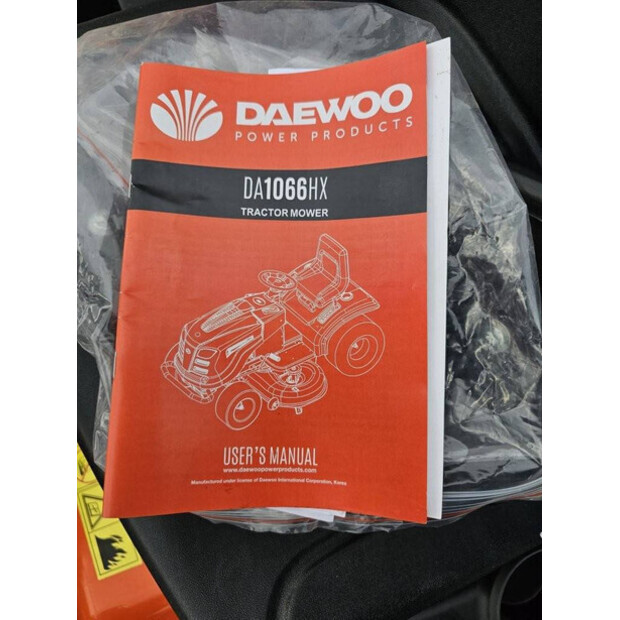 DAEWOO
POWER PRODUCTS
DA1066HX
TRACTOR MOWER
USER'S MANUAL
www.daewoopowerproducts.com
Manufactured under license of Daewoo International Corporation, Korea